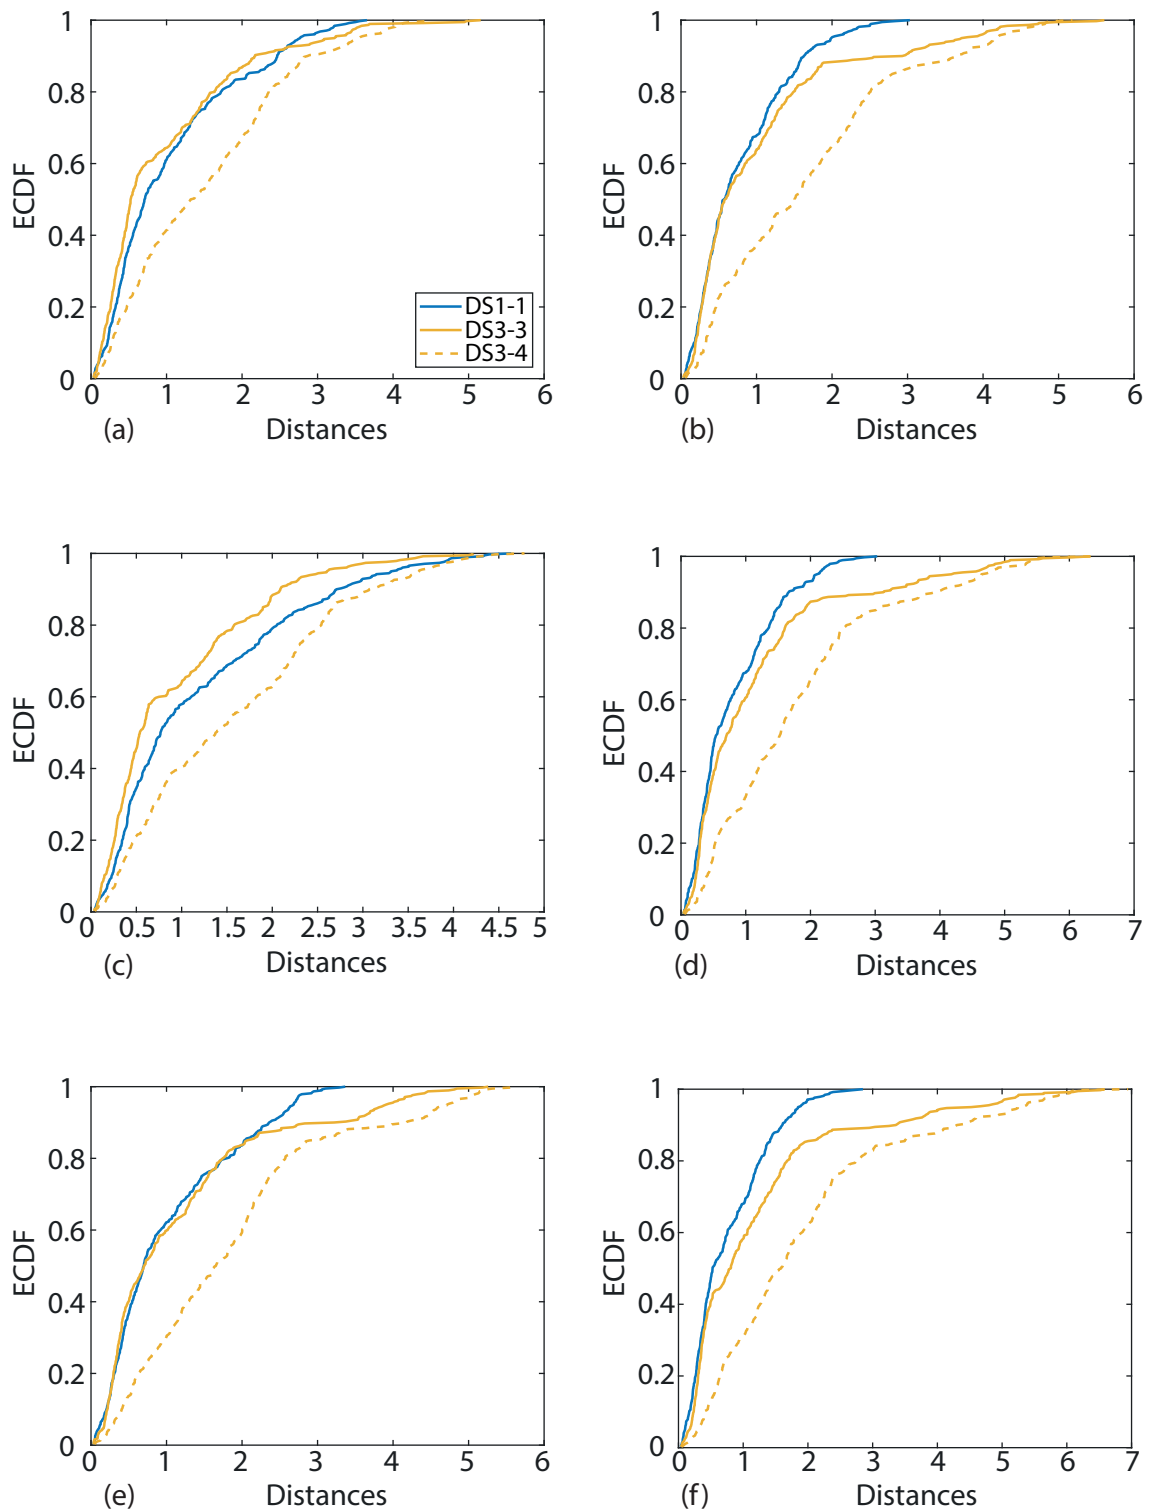 1
0.8
0.6
0.4
0.2
0
ECDF
DS1-1
DS3-3
DS3-4
0 1 2 3 4 5 6
(a) Distances
1
0.8
0.6
0.4
0.2
0
ECDF
0 1 2 3 4 5 6
(b) Distances
1
0.8
0.6
0.4
0.2
0
ECDF
0 0.5 1 1.5 2 2.5 3 3.5 4 4.5 5
(c) Distances
1
0.8
0.6
0.4
0.2
0
ECDF
0 1 2 3 4 5 6 7
(d) Distances
1
0.8
0.6
0.4
0.2
0
ECDF
0 1 2 3 4 5 6
(e) Distances
1
0.8
0.6
0.4
0.2
0
ECDF
0 1 2 3 4 5 6 7
(f) Distances